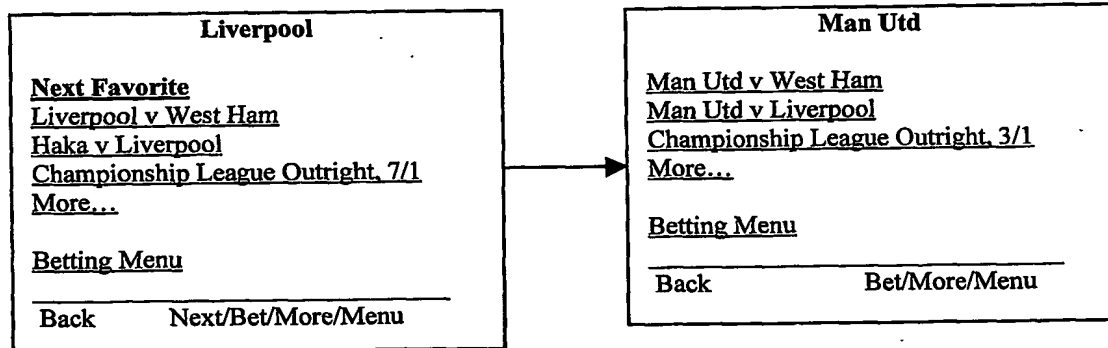 Liverpool
Next Favorite
Liverpool v West Ham
Haka v Liverpool
Championship League Outright, 7/1
More...
Betting Menu
Back Next/Bet/More/Menu
Man Utd
Man Utd v West Ham
Man Utd v Liverpool
Championship League Outright, 3/1
More...
Betting Menu
Back Bet/More/Menu